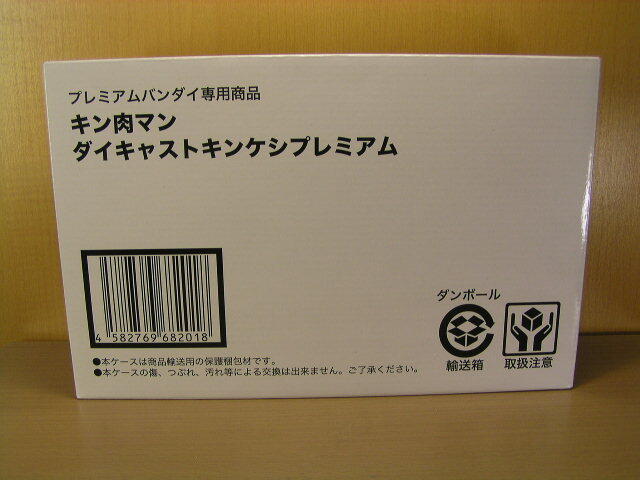 プレミアムバンダイ専用商品
キン肉マン
ダイキャストキンケシプレミアム
4 582769 682018
ダンボール
輸送箱
取扱注意
●本ケースは商品輸送用の保護梱包材です。
●本ケースの傷、つぶれ、汚れ等による交換は出来ません。ご了承ください。